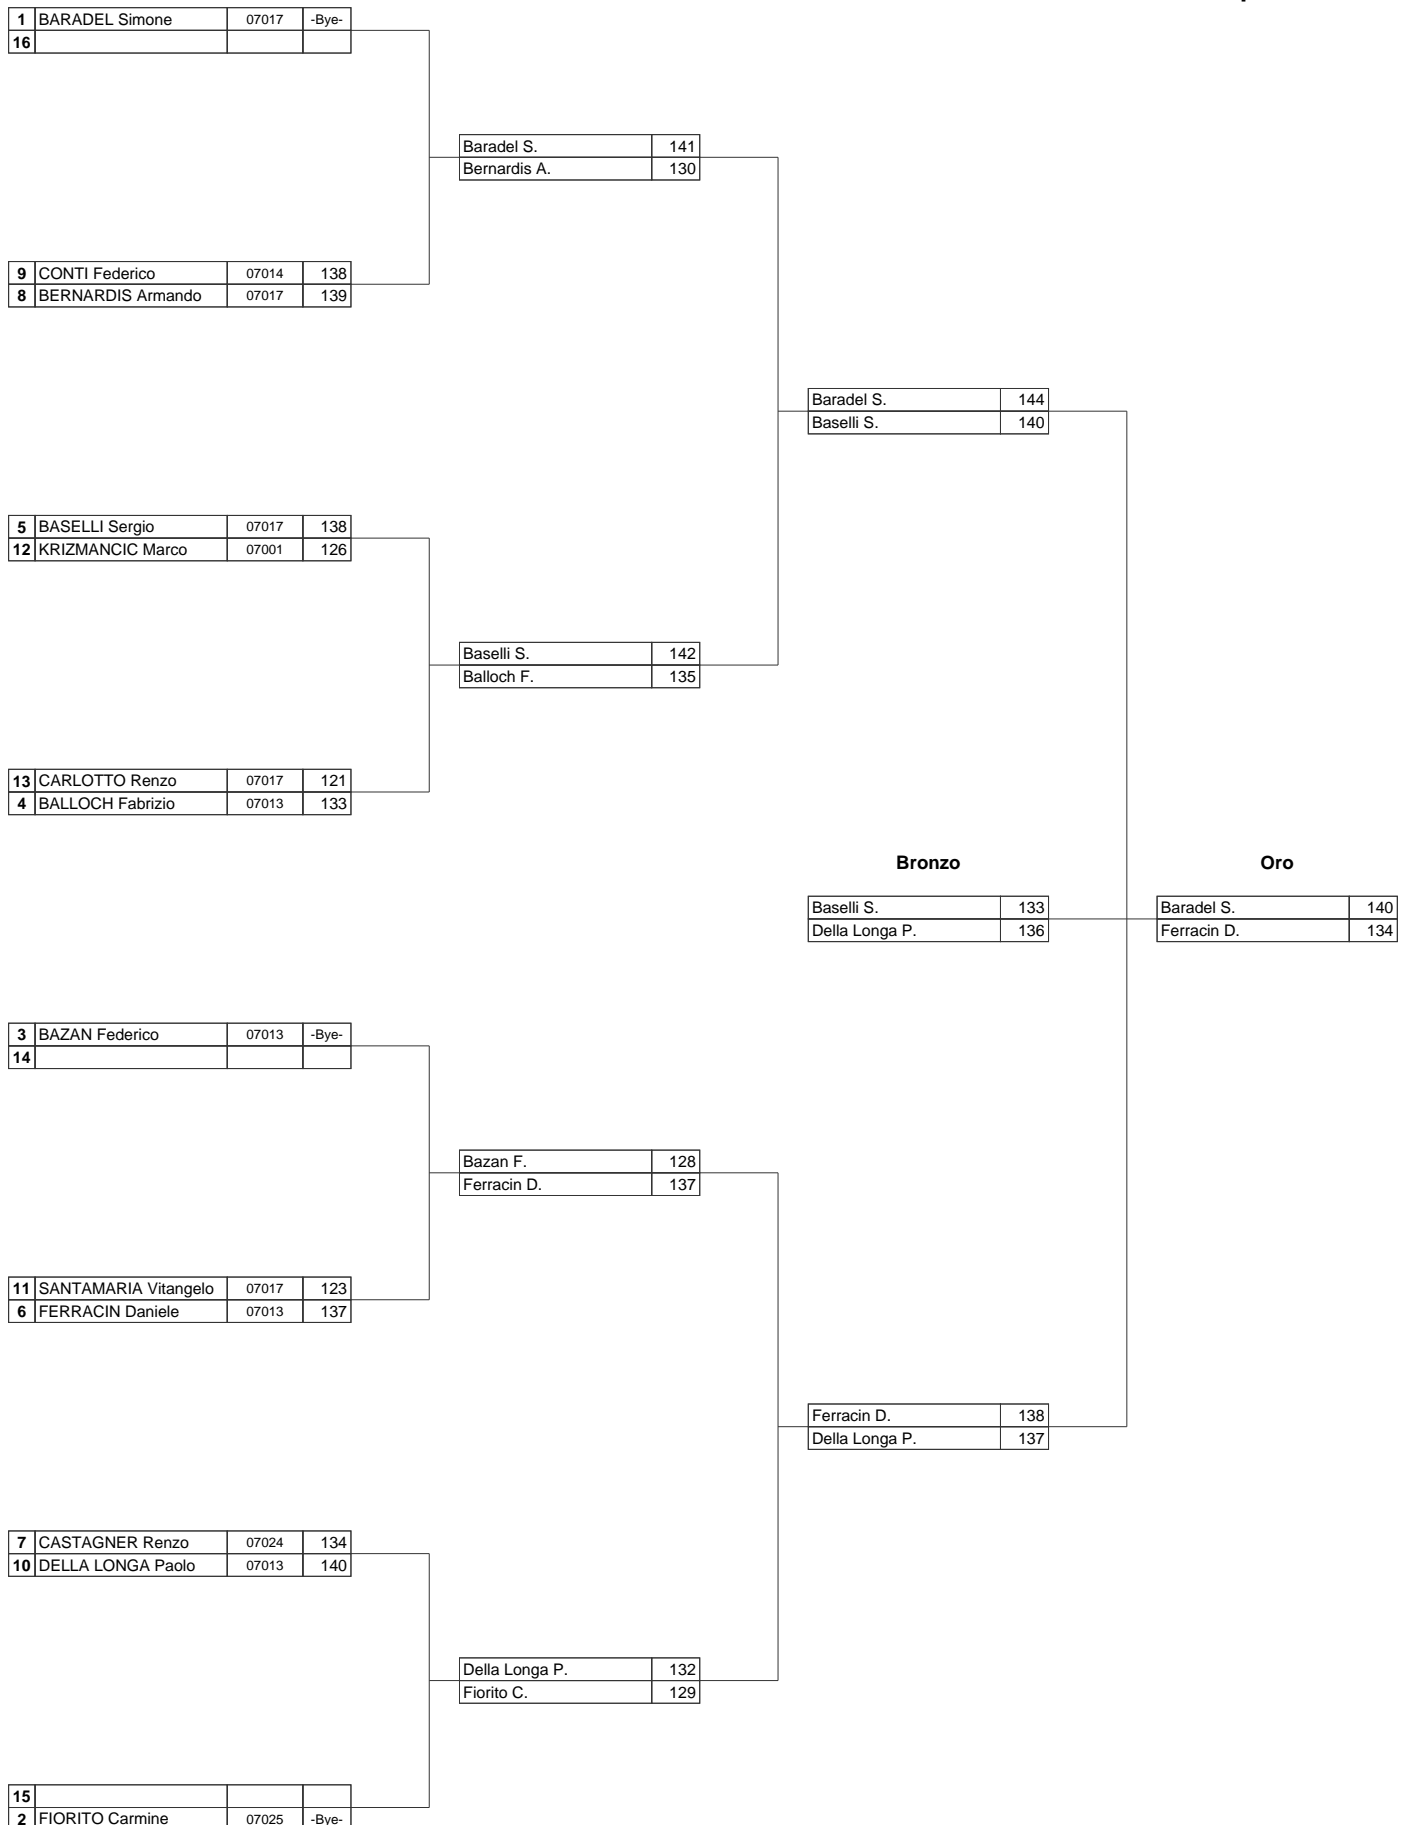 1 BARADEL Simone 07017 -Bye-
16
Baradel S. 141
Bernardis A. 130
9 CONTI Federico 07014 138
8 BERNARDIS Armando 07017 139
Baradel S. 144
Baselli S. 140
5 BASELLI Sergio 07017 138
12 KRIZMANCIC Marco 07001 126
Baselli S. 142
Balloch F. 135
13 CARLOTTO Renzo 07017 121
4 BALLOCH Fabrizio 07013 133
Bronzo Oro
Baselli S. 133 Baradel S. 140
Della Longa P. 136 Ferracin D. 134
3 BAZAN Federico 07013 -Bye-
14
Bazan F. 128
Ferracin D. 137
11 SANTAMARIA Vitangelo 07017 123
6 FERRACIN Daniele 07013 137
Ferracin D. 138
Della Longa P. 137
7 CASTAGNER Renzo 07024 134
10 DELLA LONGA Paolo 07013 140
Della Longa P. 132
Fiorito C. 129
15
2 FIORITO Carmine 07025 -Bye-